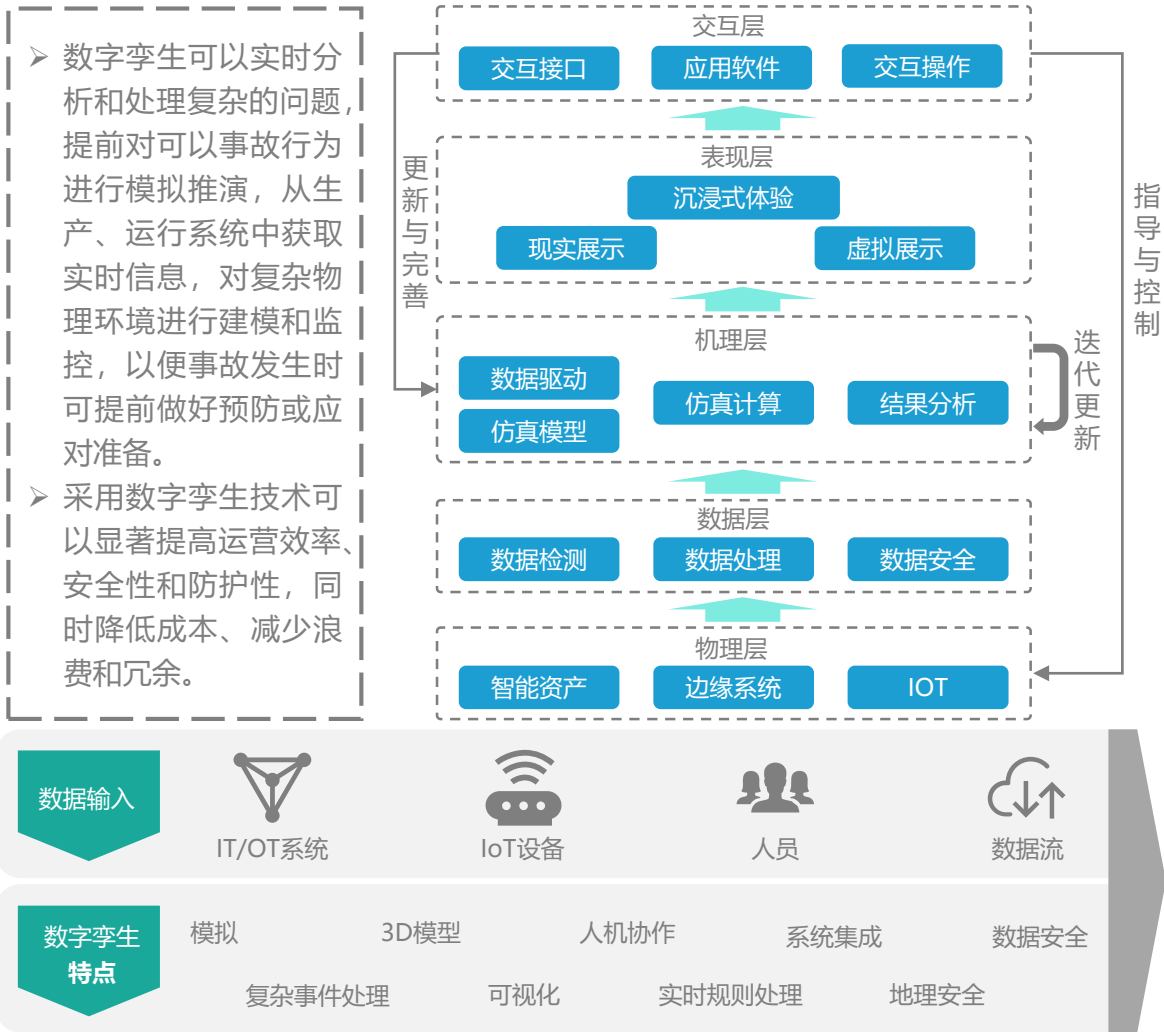 ➢ 数字孪生可以实时分
析和处理复杂的问题,
提前对可以事故行为
进行模拟推演，从生
产、运行系统中获取
实时信息，对复杂物
理环境进行建模和监
控，以便事故发生时
可提前做好预防或应
对准备。
➢ 采用数字孪生技术可
以显著提高运营效率、
安全性和防护性，同
时降低成本、减少浪
费和冗余。
交互层
交互接口 应用软件 交互操作
表现层
沉浸式体验
现实展示 虚拟展示
机理层
数据驱动
仿真模型
仿真计算 结果分析
数据层
数据检测 数据处理 数据安全
物理层
智能资产 边缘系统 IOT
更新与完善
迭代更新
指导与控制
数据输入
IT/OT系统 IoT设备 人员 数据流
数字孪生
特点
模拟 3D模型 人机协作 系统集成 数据安全
复杂事件处理 可视化 实时规则处理 地理安全